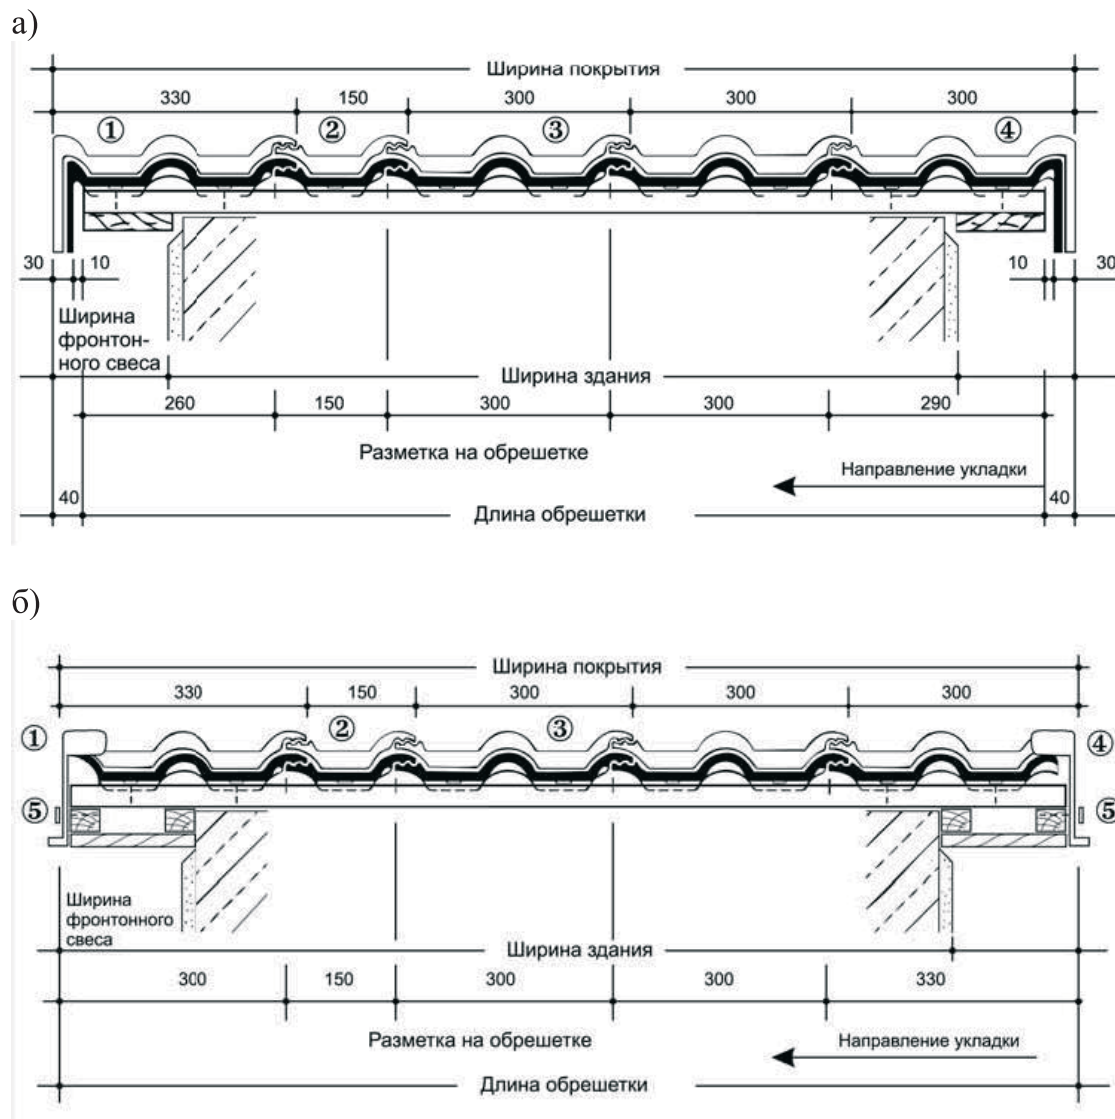 а)
Ширина покрытия
330 150 300 300 300
① ② ③ ④
30 10 10 30
Ширина
фронтон-
ного свеса
Ширина здания
260 150 300 300 290
Разметка на обрешетке
Направление укладки
40 40
Длина обрешетки
б)
Ширина покрытия
330 150 300 300 300
① ② ③ ④
⑤ ⑤
Ширина
фронтонного
свеса
Ширина здания
300 150 300 300 330
Разметка на обрешетке
Направление укладки
Длина обрешетки